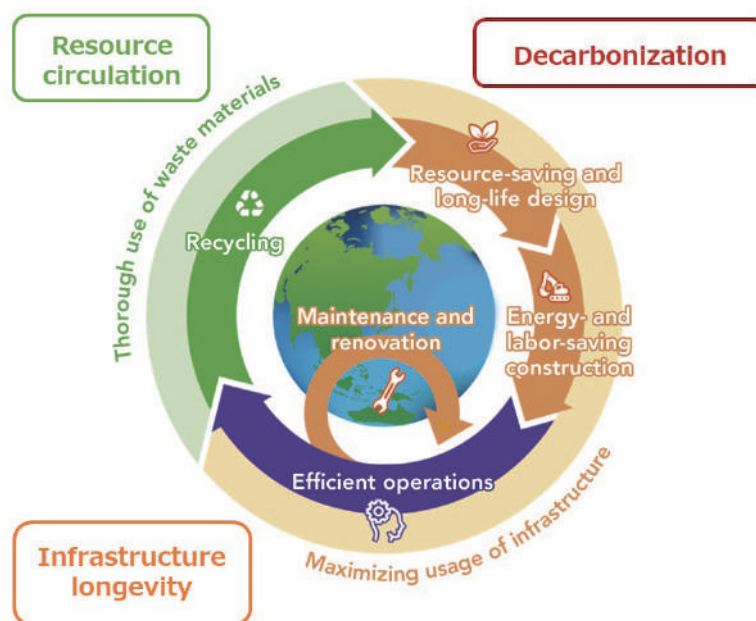 Resource
circulation
Decarbonization
Thorough use of waste materials
Resource-saving and
long-life design
Recycling
Maintenance and
renovation
Energy- and
labor-saving
construction
Efficient operations
Maximizing usage of infrastructure
Infrastructure
longevity